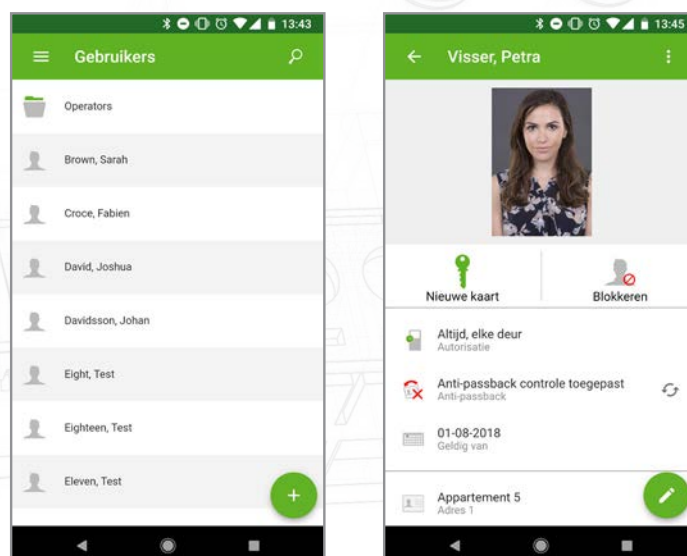 13:43
Gebruikers
Operators
Brown, Sarah
Croce, Fabien
David, Joshua
Davidsson, Johan
Eight, Test
Eighteen, Test
Eleven, Test
13:45
Visser, Petra
Nieuwe kaart
Blokkeren
Altijd, elke deur
Autorisatie
Anti-passback controle toegepast
Anti-passback
01-08-2018
Geldig van
Appartement 5
Adres 1